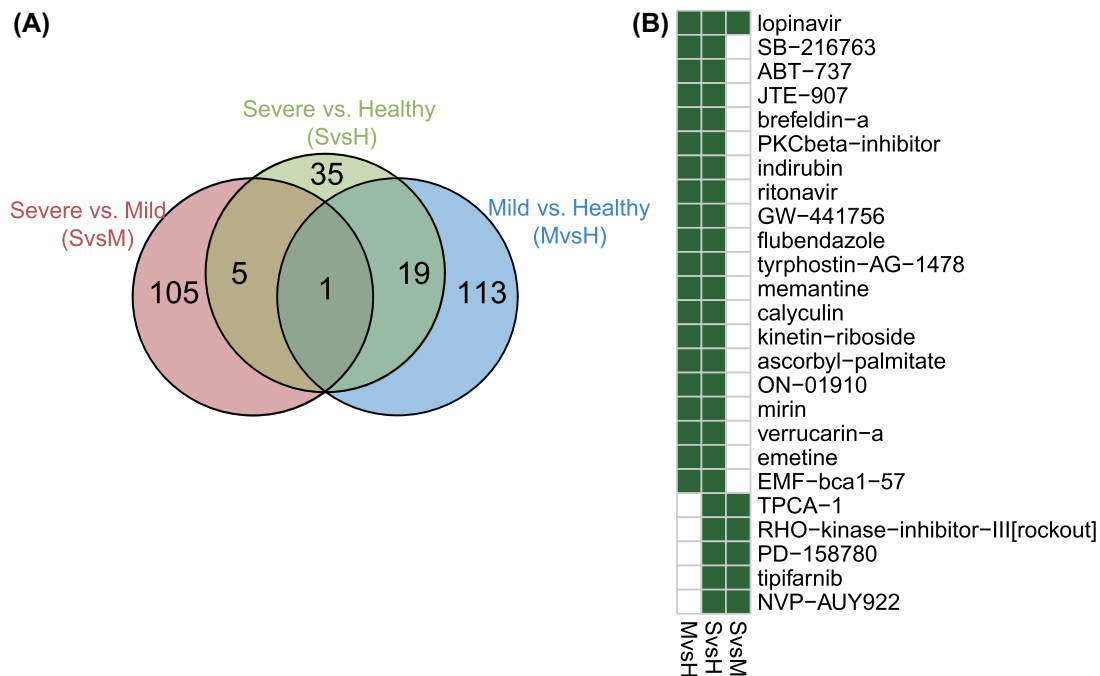 (A)
Severe vs. Healthy
(SvsH)
35
Severe vs. Mild
(SvsM)
Mild vs. Healthy
(MvsH)
105
5
1
19
113
(B)
lopinavir
SB−216763
ABT−737
JTE−907
brefeldin−a
PKCbeta−inhibitor
indirubin
ritonavir
GW−441756
flubendazole
tyrphostin−AG−1478
memantine
calyculin
kinetin−riboside
ascorbyl−palmitate
ON−01910
mirin
verrucarin−a
emetine
EMF−bca1−57
TPCA−1
RHO−kinase−inhibitor−III[rockout]
PD−158780
tipifarnib
NVP−AUY922
MvsH
SvsH
SvsM